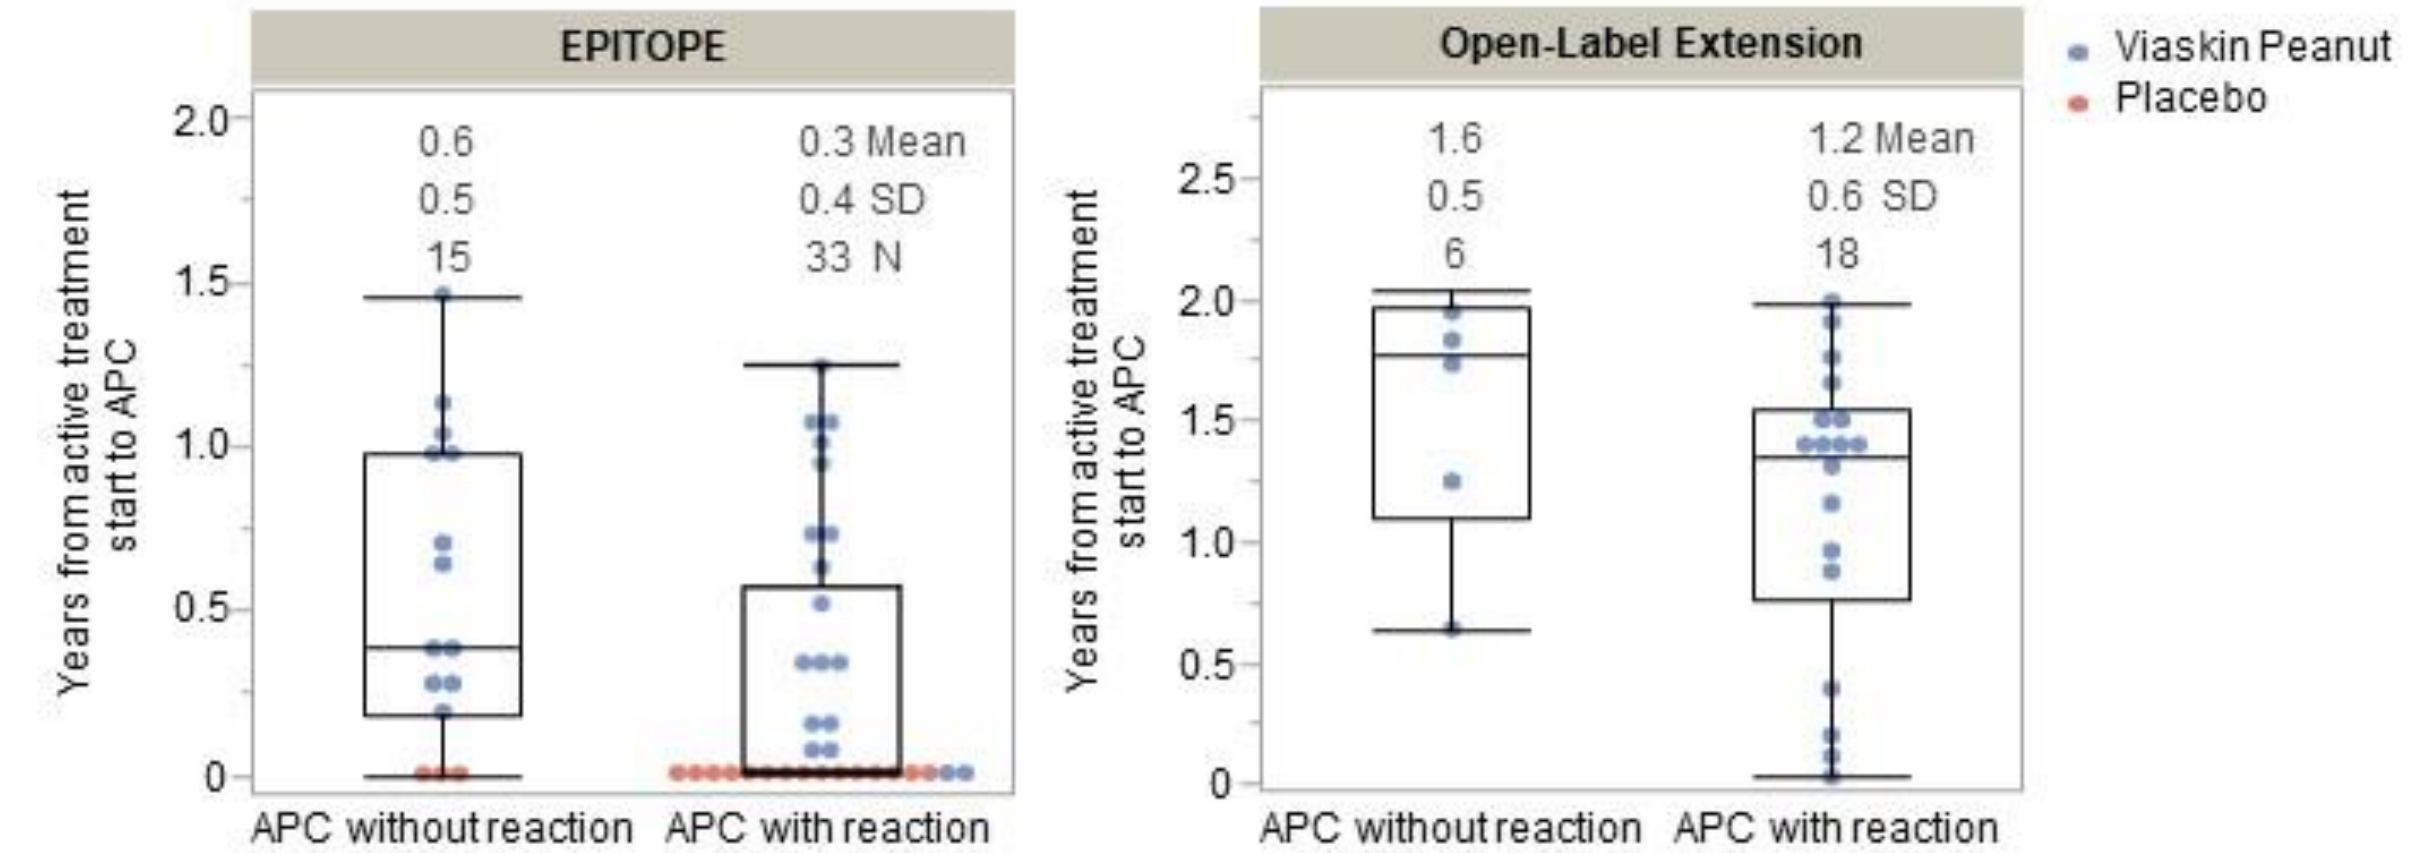 EPITOPE
Years from active treatment
start to APC
2.0
1.5
1.0
0.5
0
0.6
0.3 Mean
0.5
0.4 SD
15
33 N
APC without reaction
APC with reaction
Open-Label Extension
Years from active treatment
start to APC
2.5
2.0
1.5
1.0
0.5
0
1.6
1.2 Mean
0.5
0.6 SD
6
18
APC without reaction
APC with reaction
Viaskin Peanut
Placebo